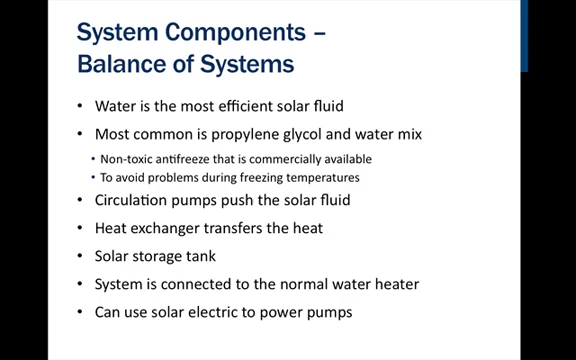 System Components –
Balance of Systems
• Water is the most efficient solar fluid
• Most common is propylene glycol and water mix
• Non-toxic antifreeze that is commercially available
• To avoid problems during freezing temperatures
• Circulation pumps push the solar fluid
• Heat exchanger transfers the heat
• Solar storage tank
• System is connected to the normal water heater
• Can use solar electric to power pumps